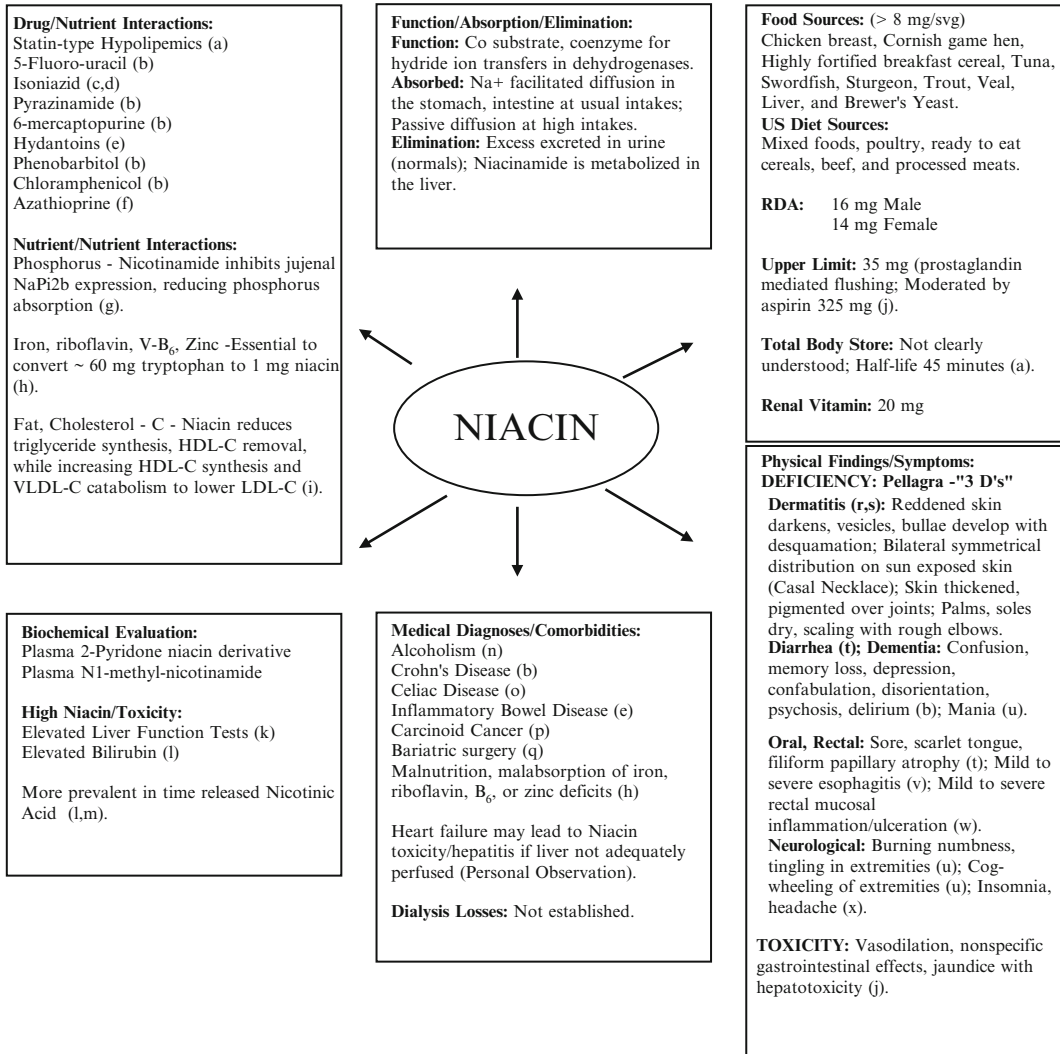 Drug/Nutrient Interactions:
Statin-type Hypolipemics (a)
5-Fluoro-uracil (b)
Isoniazid (c,d)
Pyrazinamide (b)
6-mercaptopurine (b)
Hydantoins (e)
Phenobarbitol (b)
Chloramphenicol (b)
Azathioprine (f)
Nutrient/Nutrient Interactions:
Phosphorus - Nicotinamide inhibits jujenal
NaPi2b expression, reducing phosphorus
absorption (g).
Iron, riboflavin, V-B6, Zinc -Essential to
convert ~ 60 mg tryptophan to 1 mg niacin
(h).
Fat, Cholesterol - C - Niacin reduces
triglyceride synthesis, HDL-C removal,
while increasing HDL-C synthesis and
VLDL-C catabolism to lower LDL-C (i).
Function/Absorption/Elimination:
Function: Co substrate, coenzyme for
hydride ion transfers in dehydrogenases.
Absorbed: Na+ facilitated diffusion in
the stomach, intestine at usual intakes;
Passive diffusion at high intakes.
Elimination: Excess excreted in urine
(normals); Niacinamide is metabolized in
the liver.
Food Sources: (> 8 mg/svg)
Chicken breast, Cornish game hen,
Highly fortified breakfast cereal, Tuna,
Swordfish, Sturgeon, Trout, Veal,
Liver, and Brewer's Yeast.
US Diet Sources:
Mixed foods, poultry, ready to eat
cereals, beef, and processed meats.
RDA: 16 mg Male
14 mg Female
Upper Limit: 35 mg (prostaglandin
mediated flushing; Moderated by
aspirin 325 mg (j).
Total Body Store: Not clearly
understood; Half-life 45 minutes (a).
Renal Vitamin: 20 mg
NIACIN
Biochemical Evaluation:
Plasma 2-Pyridone niacin derivative
Plasma N1-methyl-nicotinamide
High Niacin/Toxicity:
Elevated Liver Function Tests (k)
Elevated Bilirubin (l)
More prevalent in time released Nicotinic
Acid (l,m).
Medical Diagnoses/Comorbidities:
Alcoholism (n)
Crohn's Disease (b)
Celiac Disease (o)
Inflammatory Bowel Disease (e)
Carcinoid Cancer (p)
Bariatric surgery (q)
Malnutrition, malabsorption of iron,
riboflavin, B6, or zinc deficits (h)
Heart failure may lead to Niacin
toxicity/hepatitis if liver not adequately
perfused (Personal Observation).
Dialysis Losses: Not established.
Physical Findings/Symptoms:
DEFICIENCY: Pellagra -"3 D's"
Dermatitis (r,s): Reddened skin
darkens, vesicles, bullae develop with
desquamation; Bilateral symmetrical
distribution on sun exposed skin
(Casal Necklace); Skin thickened,
pigmented over joints; Palms, soles
dry, scaling with rough elbows.
Diarrhea (t); Dementia: Confusion,
memory loss, depression,
confabulation, disorientation,
psychosis, delirium (b); Mania (u).
Oral, Rectal: Sore, scarlet tongue,
filiform papillary atrophy (t); Mild to
severe esophagitis (v); Mild to severe
rectal mucosal
inflammation/ulceration (w).
Neurological: Burning numbness,
tingling in extremities (u); Cog-
wheeling of extremities (u); Insomnia,
headache (x).
TOXICITY: Vasodilation, nonspecific
gastrointestinal effects, jaundice with
hepatotoxicity (j).